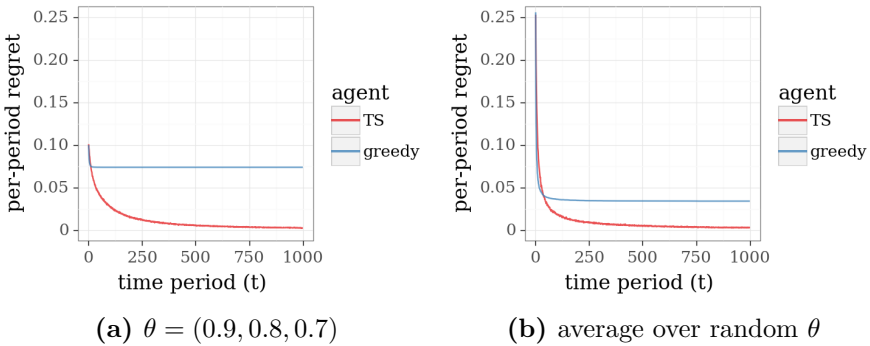 per-period regret
0.25
0.20
0.15
0.10
0.05
0
0
250
500
750
1000
time period (t)
agent
TS
greedy
(a) θ = (0.9, 0.8, 0.7)
per-period regret
0.25
0.20
0.15
0.10
0.05
0
0
250
500
750
1000
time period (t)
agent
TS
greedy
(b) average over random θ